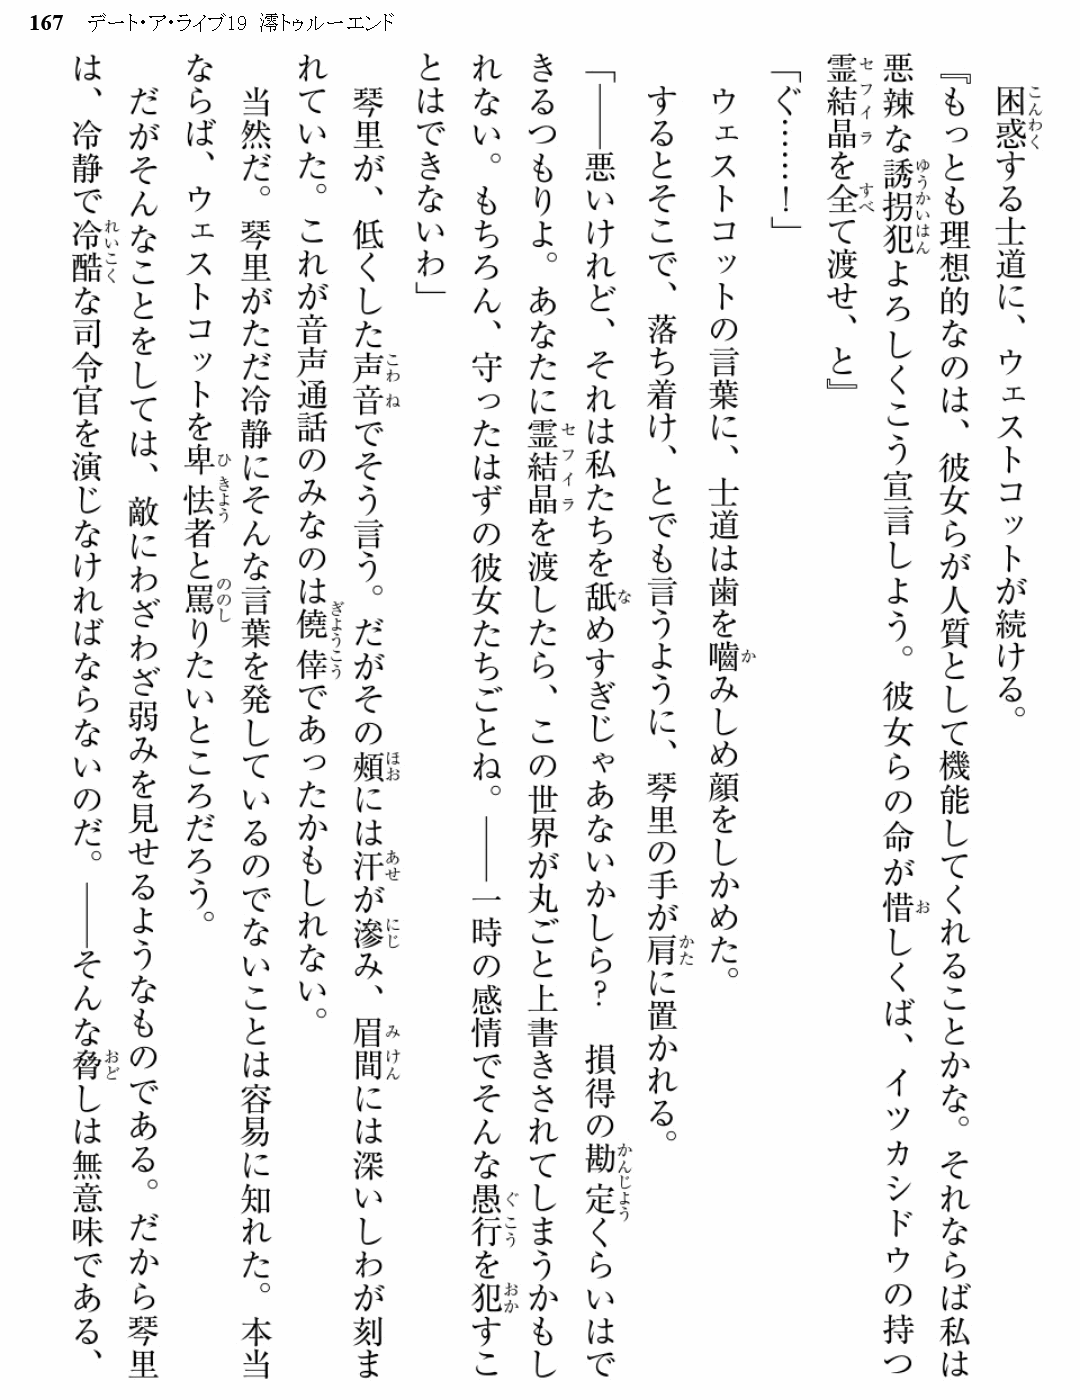 167 デート・ア・ライブ19 澪トゥルーエンド
困惑する士道に、ウェストコットが続ける。
『もっとも理想的なのは、彼女らが人質として機能してくれることかな。それならば私は
悪辣な誘拐犯よろしくこう宣言しよう。彼女らの命が惜しくば、イツカシドウの持つ
霊結晶を全て渡せ、と』
「ぐ……！」
ウェストコットの言葉に、士道は歯を嚙みしめ顔をしかめた。
するとそこで、落ち着け、とでも言うように、琴里の手が肩に置かれる。
「――悪いけれど、それは私たちを舐めすぎじゃあないかしら？　損得の勘定くらいはで
きるつもりよ。あなたに霊結晶を渡したら、この世界が丸ごと上書きされてしまうかもし
れない。もちろん、守ったはずの彼女たちごとね。――一時の感情でそんな愚行を犯すこ
とはできないわ」
琴里が、低くした声音でそう言う。だがその頰には汗が滲み、眉間には深いしわが刻ま
れていた。これが音声通話のみなのは僥倖であったかもしれない。
当然だ。琴里がただ冷静にそんな言葉を発しているのでないことは容易に知れた。本当
ならば、ウェストコットを卑怯者と罵りたいところだろう。
だがそんなことをしては、敵にわざわざ弱みを見せるようなものである。だから琴里
は、冷静で冷酷な司令官を演じなければならないのだ。――そんな脅しは無意味である、